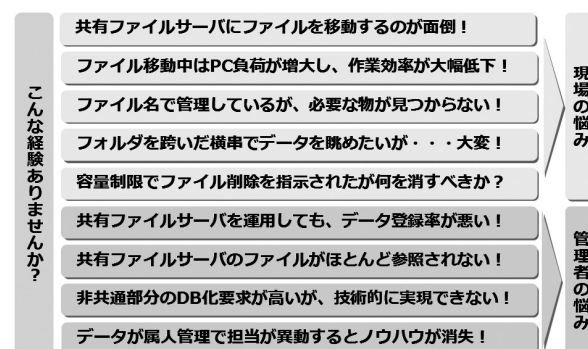 こんな経験ありませんか？
共有ファイルサーバにファイルを移動するのが面倒！
ファイル移動中はPC負荷が増大し、作業効率が大幅低下！
ファイル名で管理しているが、必要な物が見つからない！
フォルダを跨いだ横串でデータを眺めたいが・・・大変！
容量制限でファイル削除を指示されたが何を消すべきか？
現場の悩み
共有ファイルサーバを運用しても、データ登録率が悪い！
共有ファイルサーバのファイルがほとんど参照されない！
非共通部分のDB化要求が高いが、技術的に実現できない！
データが属人管理で担当が異動するとノウハウが消失！
管理者の悩み